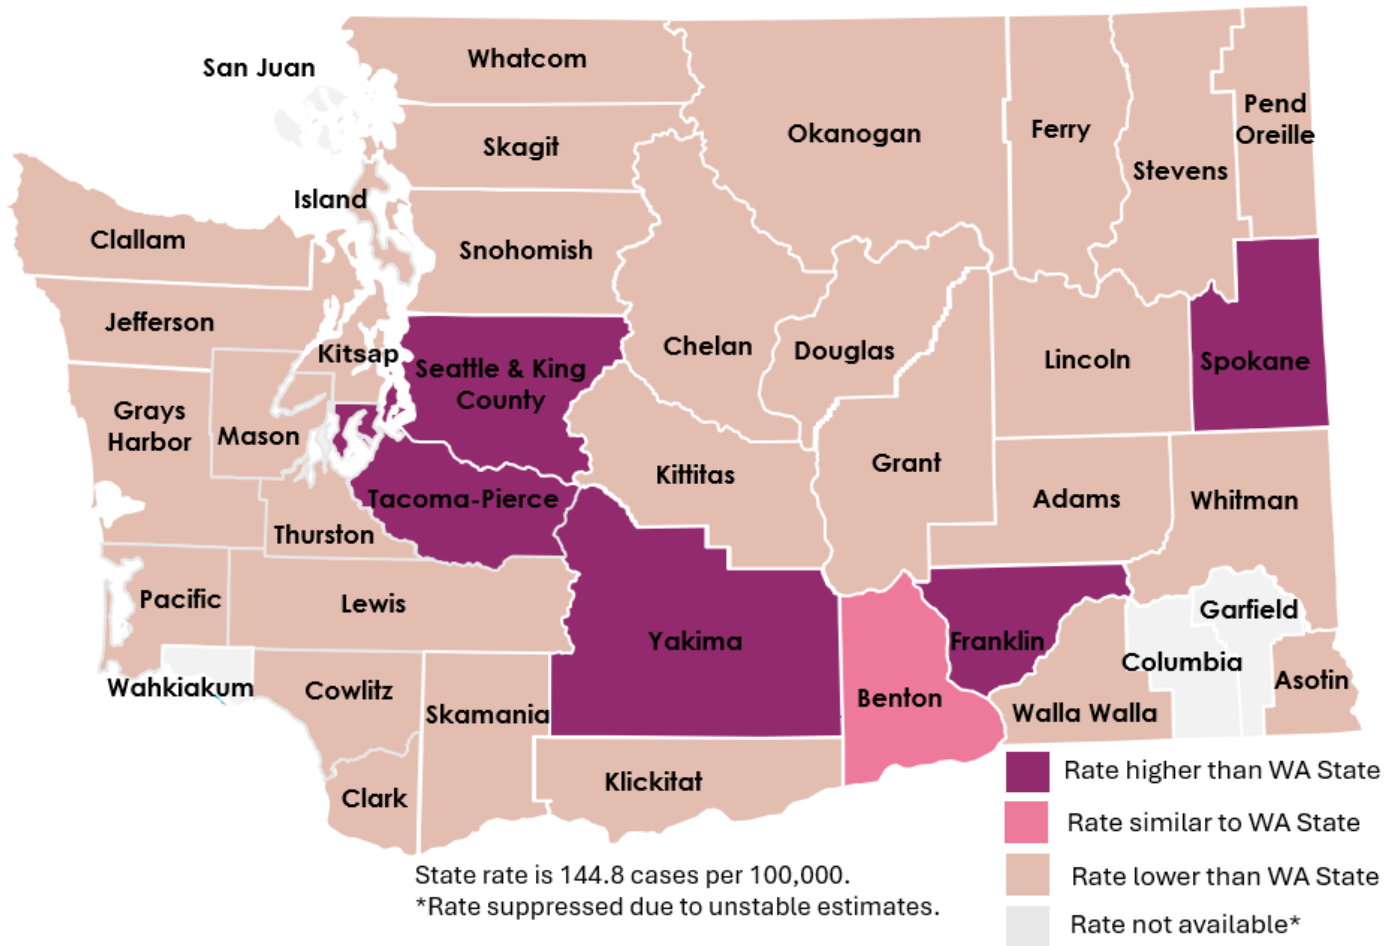 Whatcom
San Juan
Pend
Oreille
Okanogan
Ferry
Skagit
Stevens
Island
Clallam
Snohomish
Jefferson
Kitsap
Chelan
Douglas
Lincoln
Spokane
Seattle & King
County
Grays
Harbor
Mason
Kittitas
Grant
Adams
Whitman
Tacoma-Pierce
Thurston
Pacific
Lewis
Garfield
Yakima
Franklin
Columbia
Wahkiakum
Cowlitz
Skamania
Benton
Walla Walla
Asotin
Klickitat
Clark
Rate higher than WA State
Rate similar to WA State
Rate lower than WA State
Rate not available*
State rate is 144.8 cases per 100,000.
*Rate suppressed due to unstable estimates.